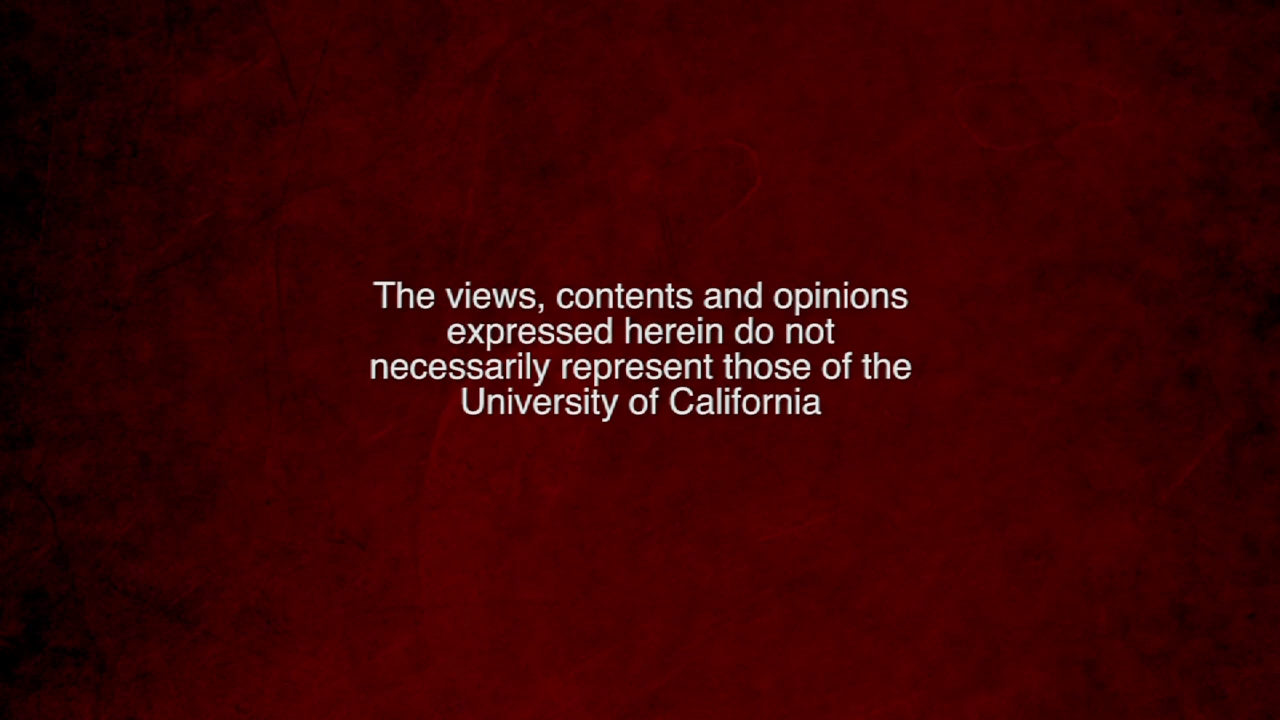 The views, contents and opinions
expressed herein do not
necessarily represent those of the
University of California